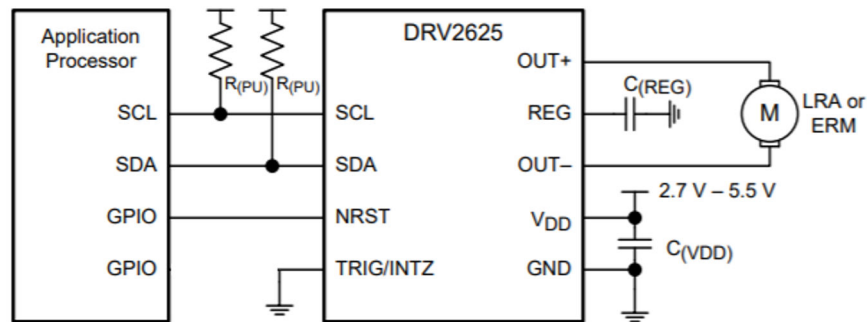 Application
Processor
SCL
SDA
GPIO
GPIO
R(PU)
R(PU)
DRV2625
SCL
SDA
NRST
TRIG/INTZ
OUT+
REG
OUT–
VDD
GND
C(REG)
M
LRA or
ERM
2.7 V – 5.5 V
C(VDD)